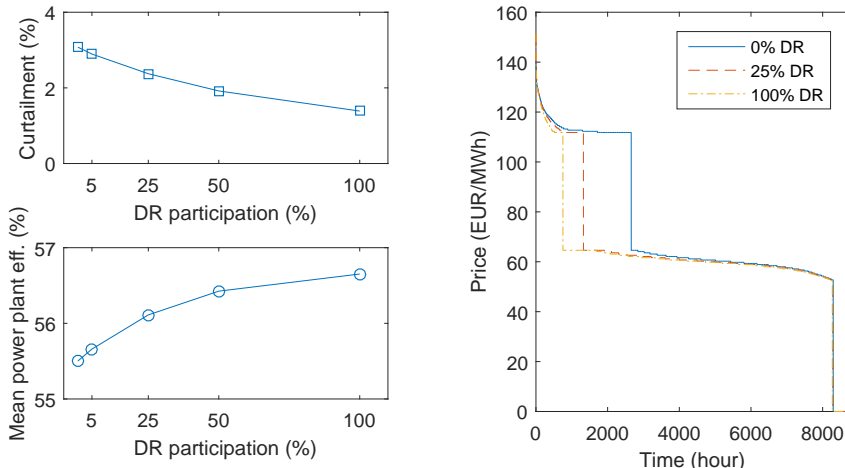 4
2
0
Curtailment (%)
5 25 50 100
DR participation (%)
57
56
55
Mean power plant eff. (%)
5 25 50 100
DR participation (%)
160
140
120
100
80
60
40
20
0
Price (EUR/MWh)
0% DR
25% DR
100% DR
0 2000 4000 6000 8000
Time (hour)